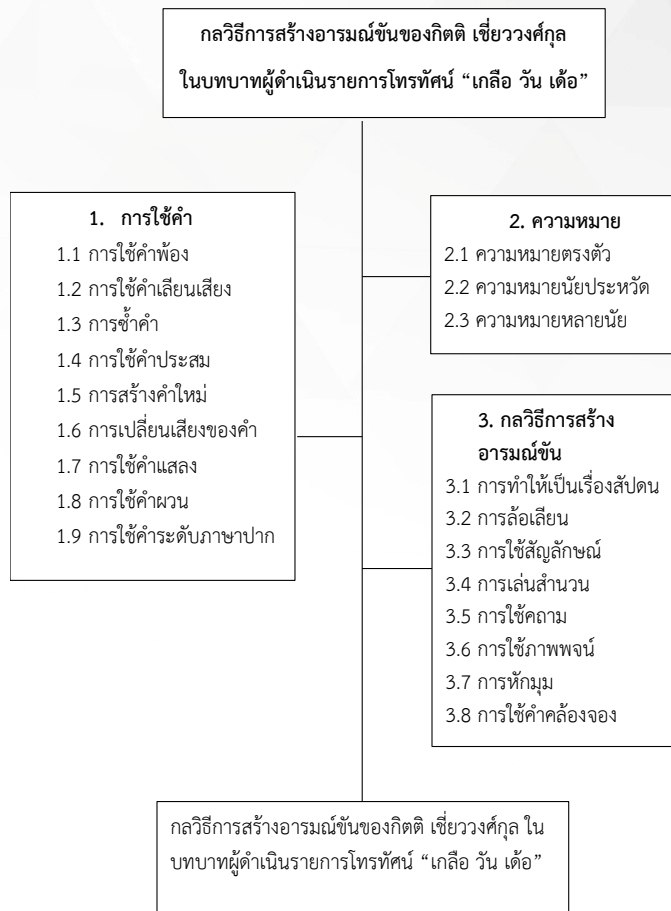 กลวิธีการสร้างอารมณ์ขันของกิตติ เชี่ยววงศ์กุล
ในบทบาทผู้ดำเนินรายการโทรทัศน์ “เกลือ วัน เด้อ”
1. การใช้คำ
1.1 การใช้คำพ้อง
1.2 การใช้คำเลียนเสียง
1.3 การซ้ำคำ
1.4 การใช้คำประสม
1.5 การสร้างคำใหม่
1.6 การเปลี่ยนเสียงของคำ
1.7 การใช้คำแสลง
1.8 การใช้คำผวน
1.9 การใช้คำระดับภาษาปาก
2. ความหมาย
2.1 ความหมายตรงตัว
2.2 ความหมายนัยประหวัด
2.3 ความหมายหลายนัย
3. กลวิธีการสร้าง
อารมณ์ขัน
3.1 การทำให้เป็นเรื่องสัปดน
3.2 การล้อเลียน
3.3 การใช้สัญลักษณ์
3.4 การเล่นสำนวน
3.5 การใช้คถาม
3.6 การใช้ภาพพจน์
3.7 การหักมุม
3.8 การใช้คำคล้องจอง
กลวิธีการสร้างอารมณ์ขันของกิตติ เชี่ยววงศ์กุล ใน
บทบาทผู้ดำเนินรายการโทรทัศน์ “เกลือ วัน เด้อ”